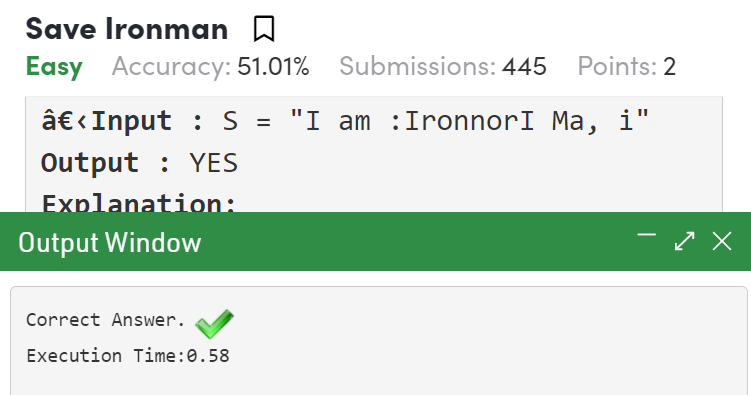 Save Ironman
Easy Accuracy: 51.01% Submissions: 445 Points: 2
â€‹Input : S = "I am :IronnorI Ma, i"
Output : YES
Explanation:
Output Window
Correct Answer.
Execution Time:0.58